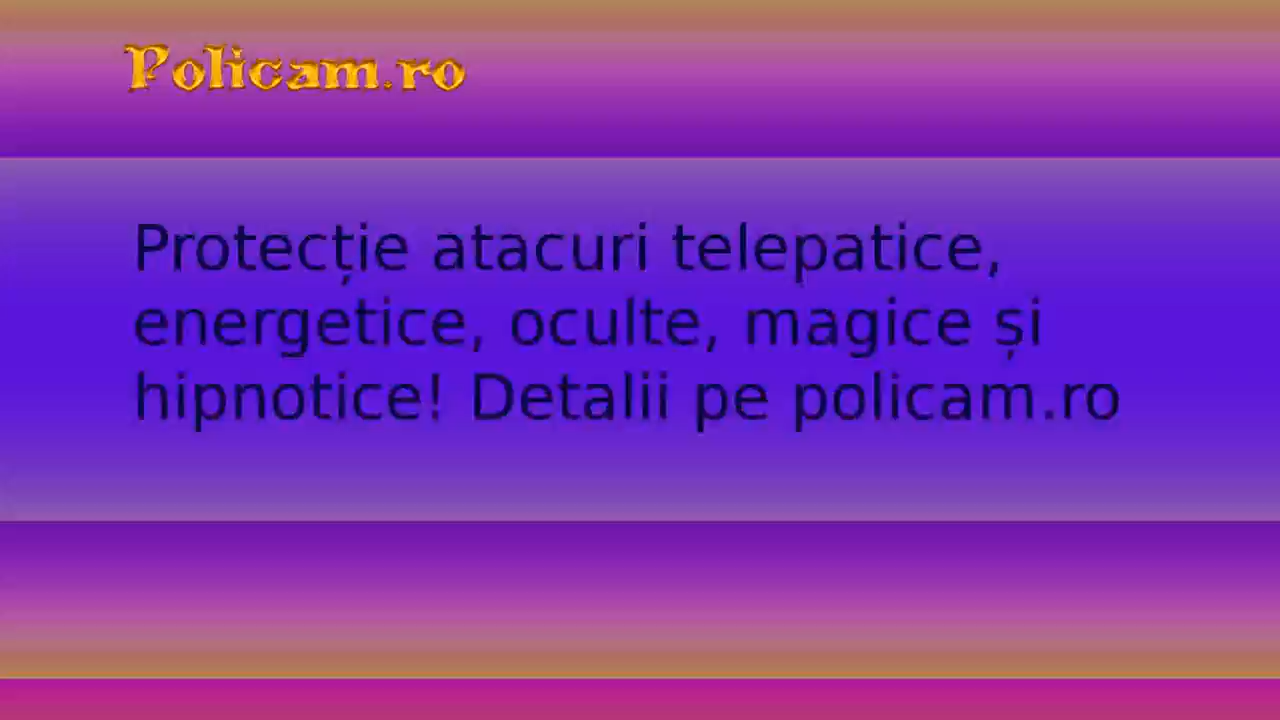 Policam.ro
Protecție atacuri telepatice,
energetice, oculte, magice și
hipnotice! Detalii pe policam.ro